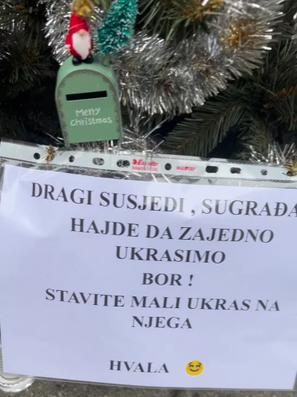 Merry
Christmas
DRAGI SUSJEDI , SUGRAĐA
HAJDE DA ZAJEDNO
UKRASIMO
BOR !
STAVITE MALI UKRAS NA
NJEGA
HVALA